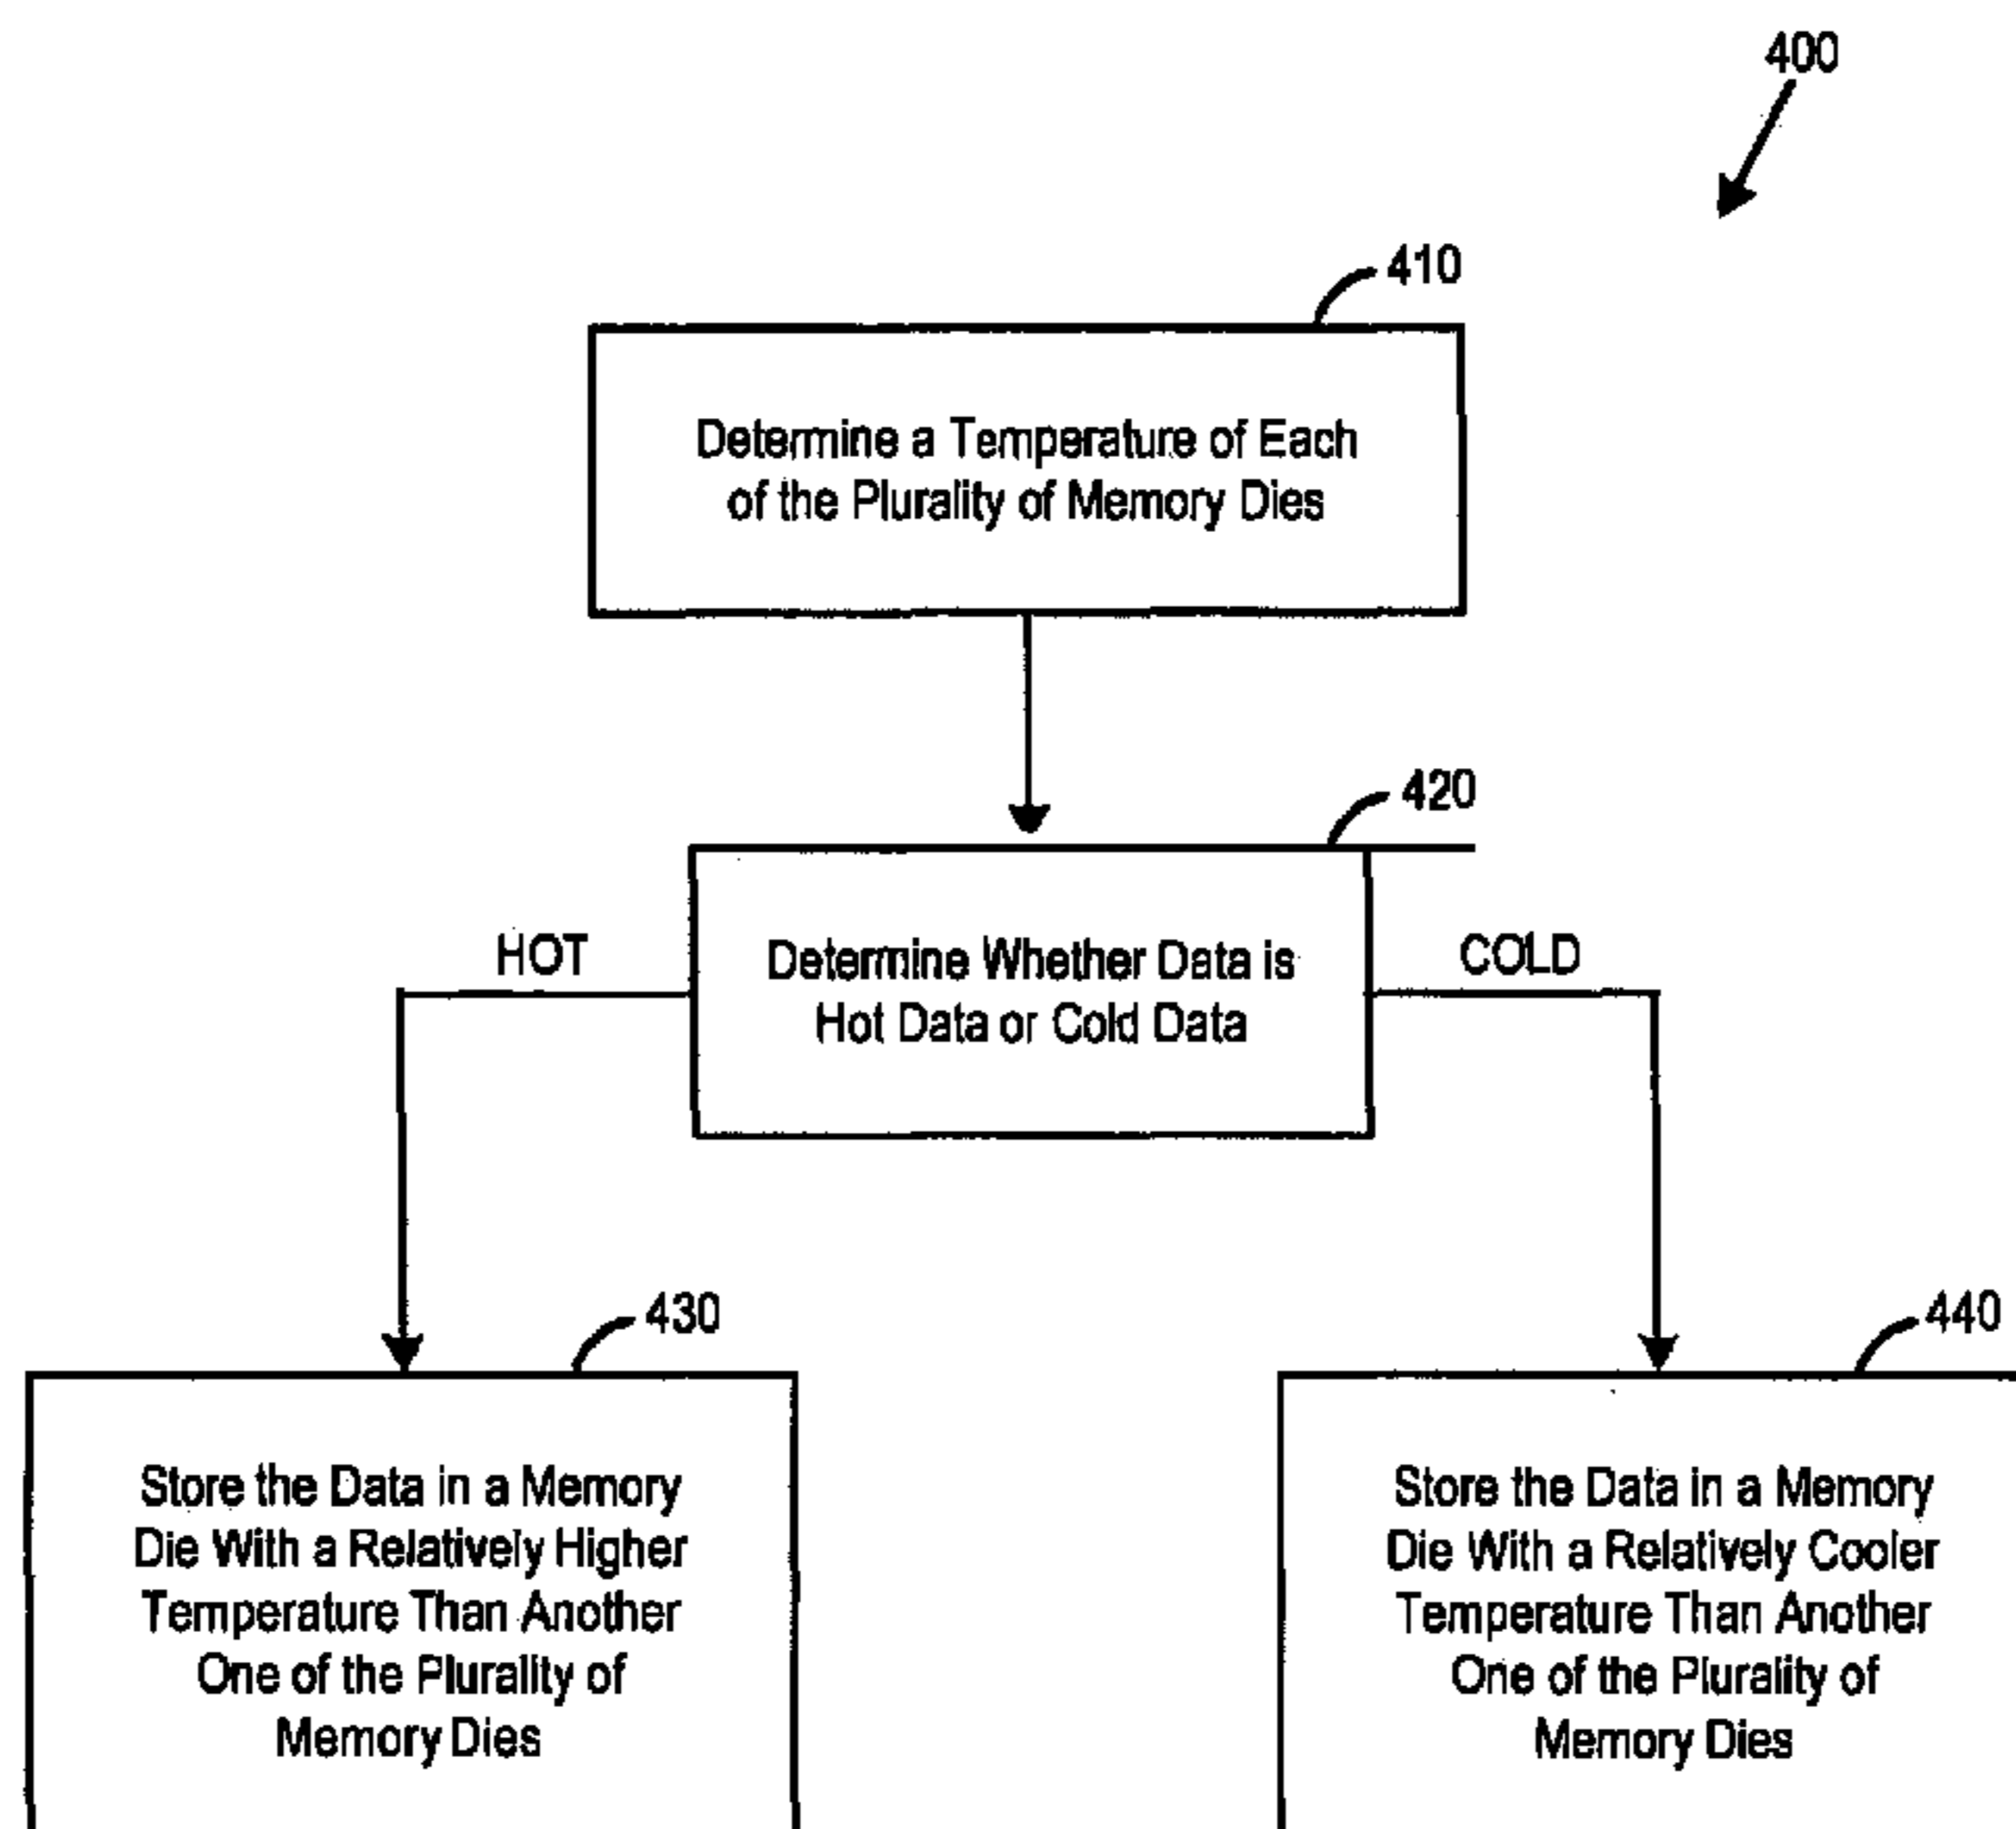 400
410
Determine a Temperature of Each
of the Plurality of Memory Dies
420
HOT
Determine Whether Data is
Hot Data or Cold Data
COLD
430
Store the Data in a Memory
Die With a Relatively Higher
Temperature Than Another
One of the Plurality of
Memory Dies
440
Store the Data in a Memory
Die With a Relatively Cooler
Temperature Than Another
One of the Plurality of
Memory Dies